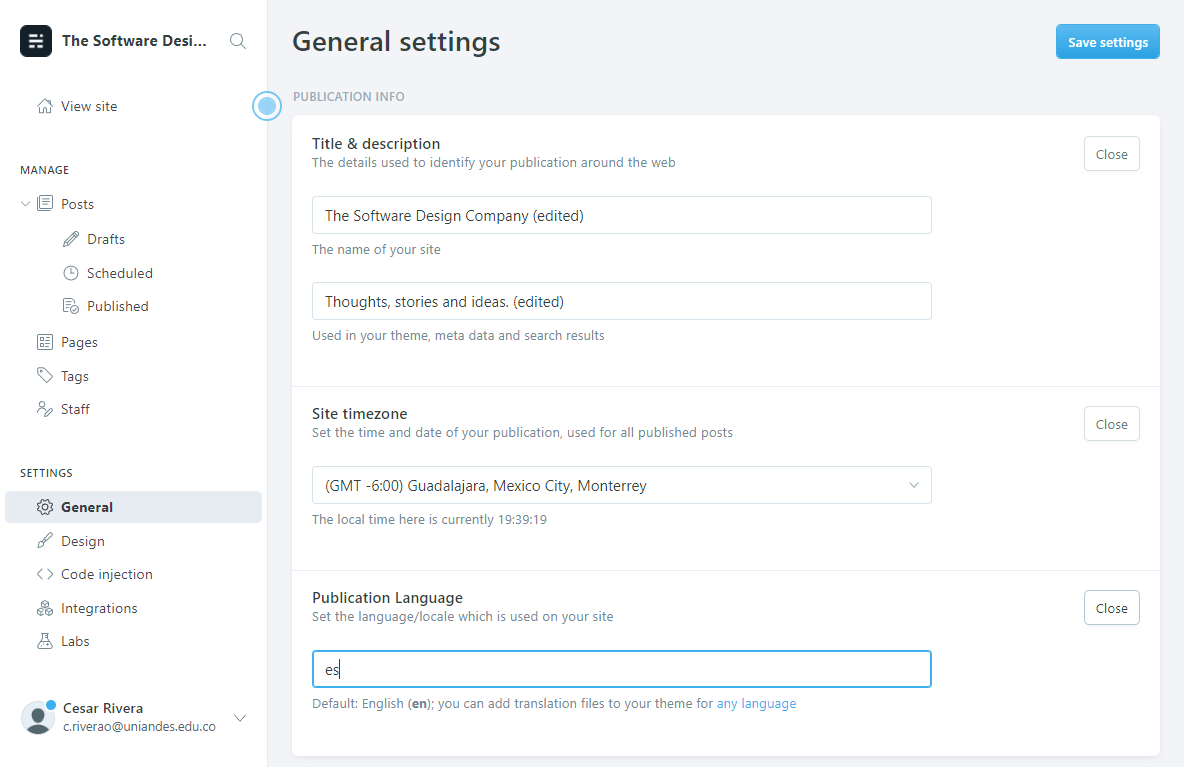 The Software Desi...
View site
MANAGE
Posts
Drafts
Scheduled
Published
Pages
Tags
Staff
SETTINGS
General
Design
Code injection
Integrations
Labs
Cesar Rivera
c.riverao@uniandes.edu.co
General settings
Save settings
PUBLICATION INFO
Title & description
The details used to identify your publication around the web
Close
The Software Design Company (edited)
The name of your site
Thoughts, stories and ideas. (edited)
Used in your theme, meta data and search results
Site timezone
Set the time and date of your publication, used for all published posts
Close
(GMT -6:00) Guadalajara, Mexico City, Monterrey
The local time here is currently 19:39:19
Publication Language
Set the language/locale which is used on your site
Close
es
Default: English (en); you can add translation files to your theme for any language